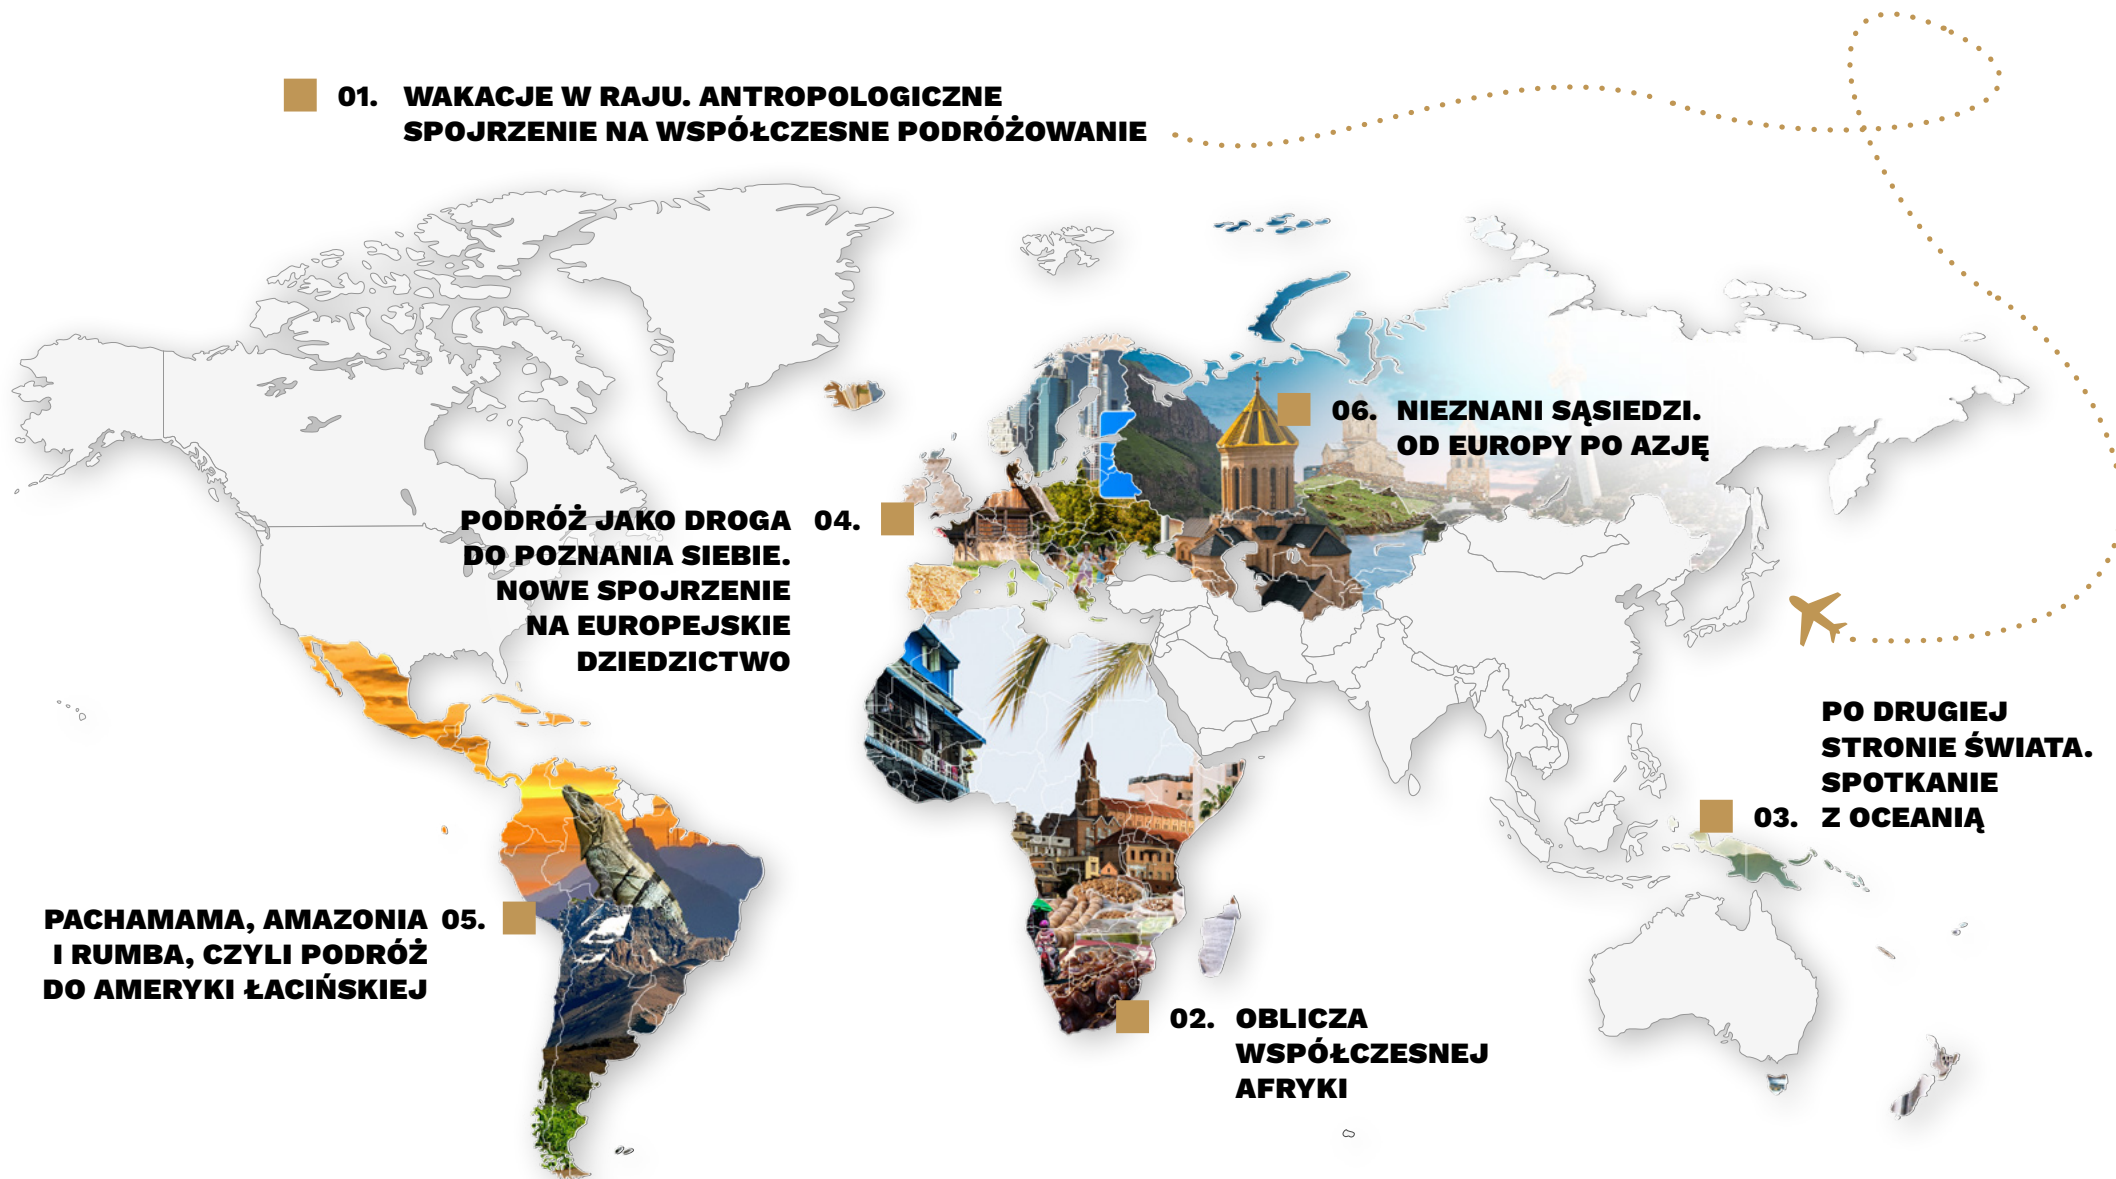 01. WAKACJE W RAJU. ANTROPOLOGICZNE
SPOJRZENIE NA WSPÓŁCZESNE PODRÓŻOWANIE
06. NIEZNANI SĄSIEDZI.
OD EUROPY PO AZJĘ
PODRÓŻ JAKO DROGA 04.
DO POZNANIA SIEBIE.
NOWE SPOJRZENIE
NA EUROPEJSKIE
DZIEDZICTWO
PO DRUGIEJ
STRONIE ŚWIATA.
SPOTKANIE
03. Z OCEANIĄ
PACHAMAMA, AMAZONIA 05.
I RUMBA, CZYLI PODRÓŻ
DO AMERYKI ŁACIŃSKIEJ
02. OBLICZA
WSPÓŁCZESNEJ
AFRYKI